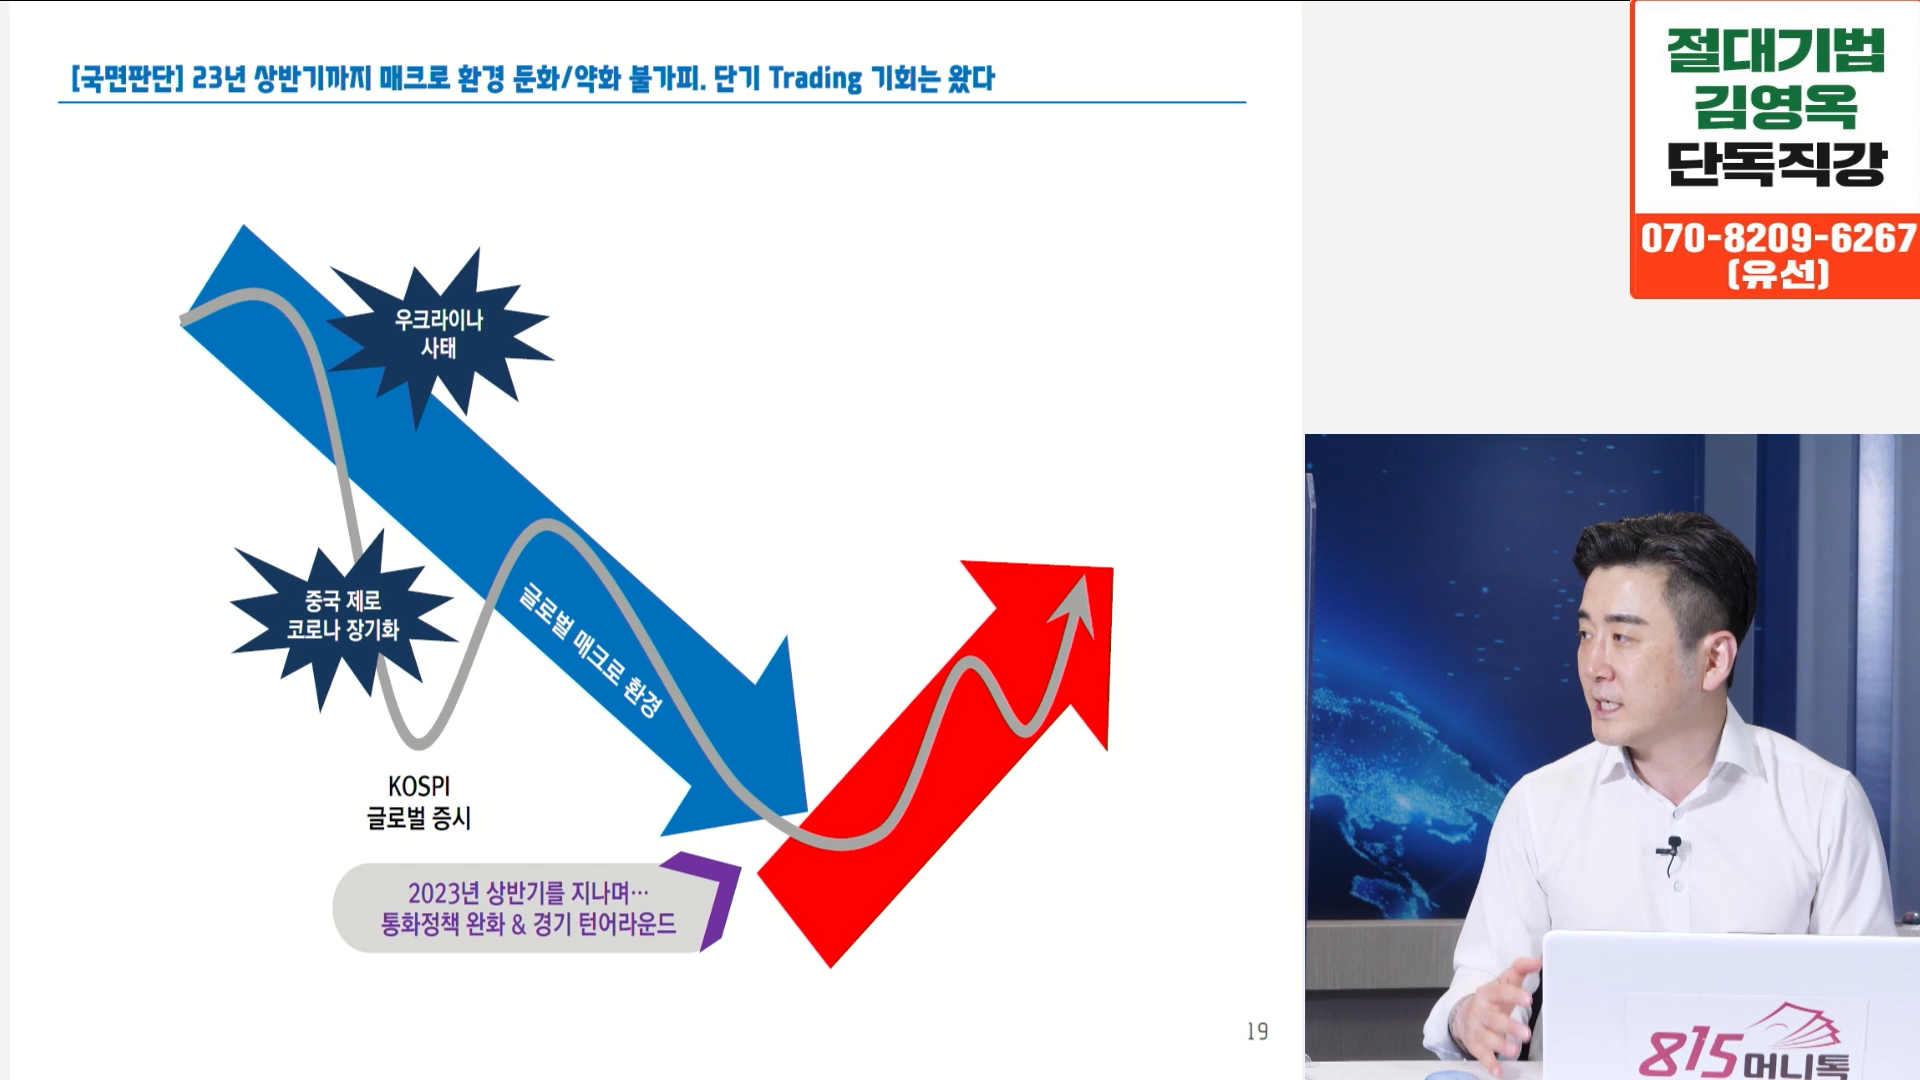 [국면판단] 23년 상반기까지 매크로 환경 둔화/약화 불가피. 단기 Trading 기회는 왔다
절대기법
김영옥
단독직강
070-8209-6267
(유선)
우크라이나
사태
중국 제로
코로나 장기화
글로벌 매크로 환경
KOSPI
글로벌 증시
2023년 상반기를 지나며…
통화정책 완화 & 경기 턴어라운드
19
815머니톡